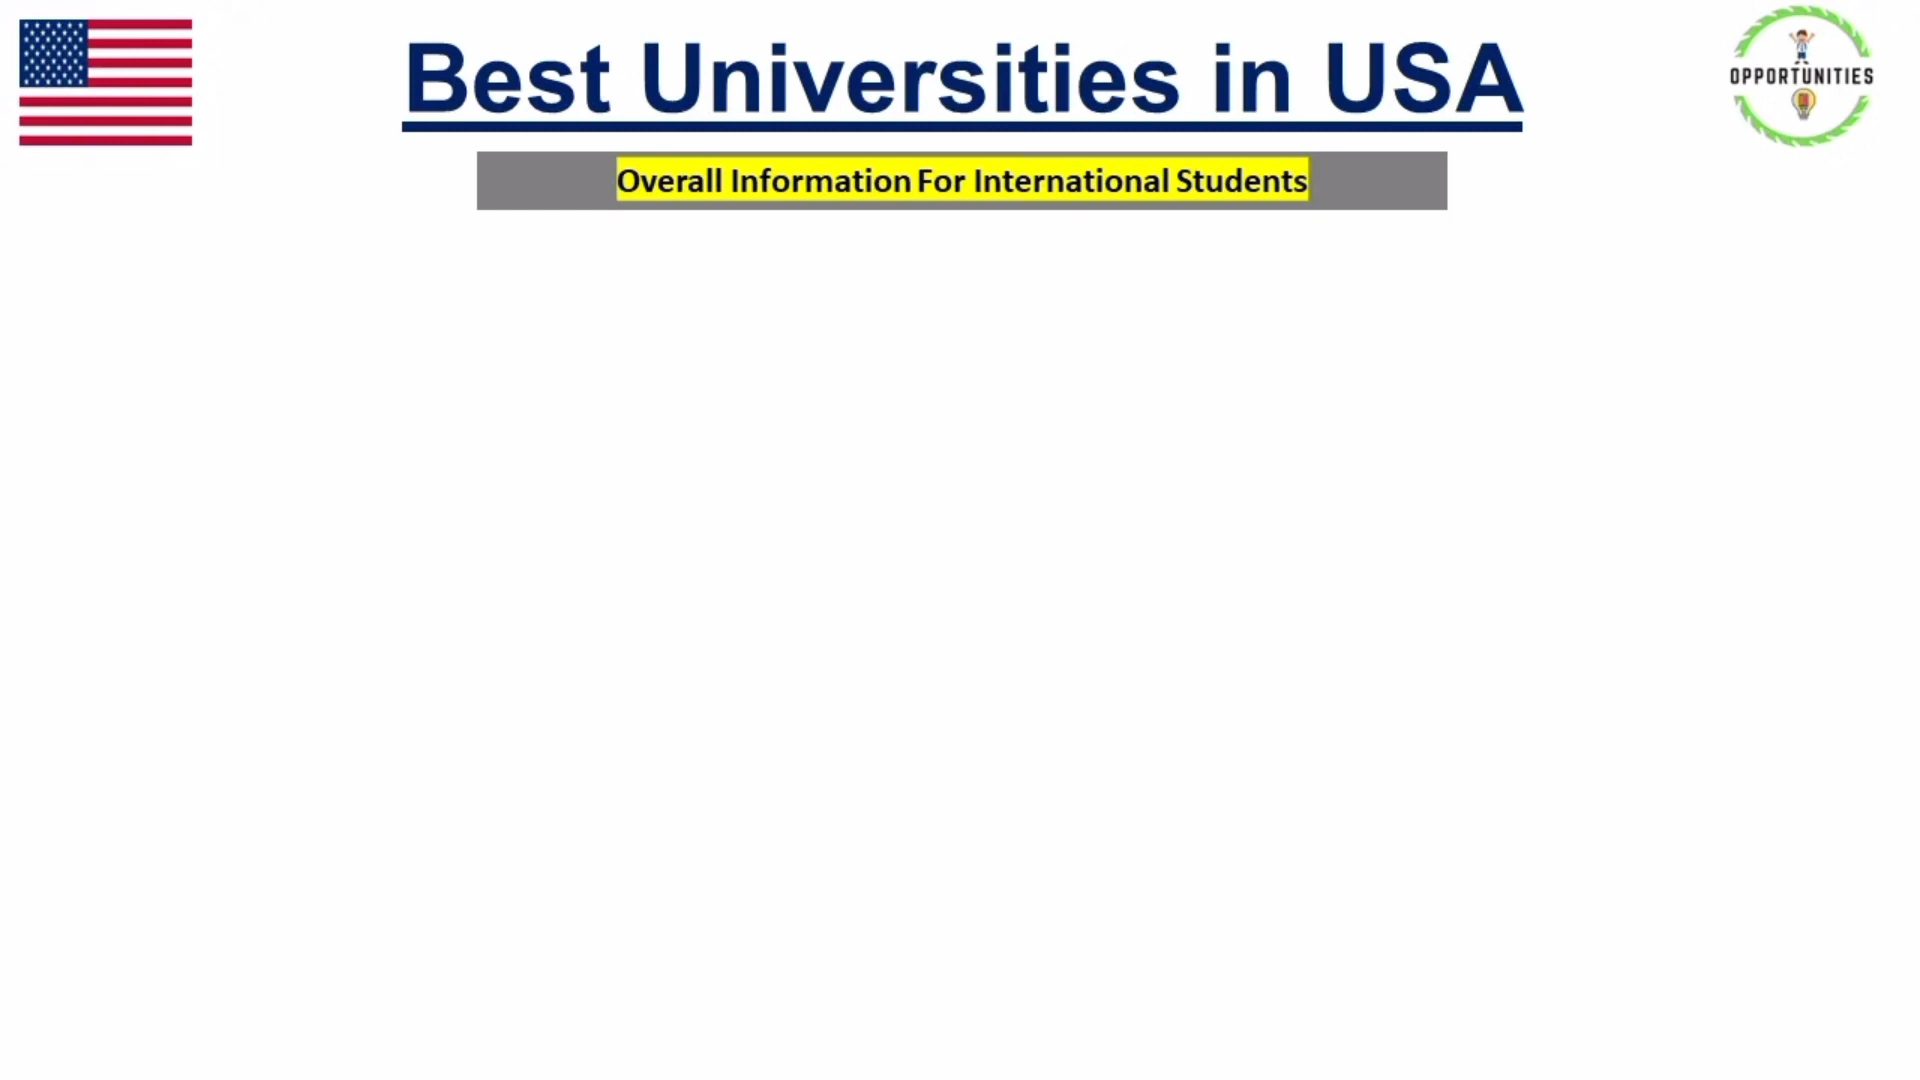 Best Universities in USA
OPPORTUNITIES
Overall Information For International Students